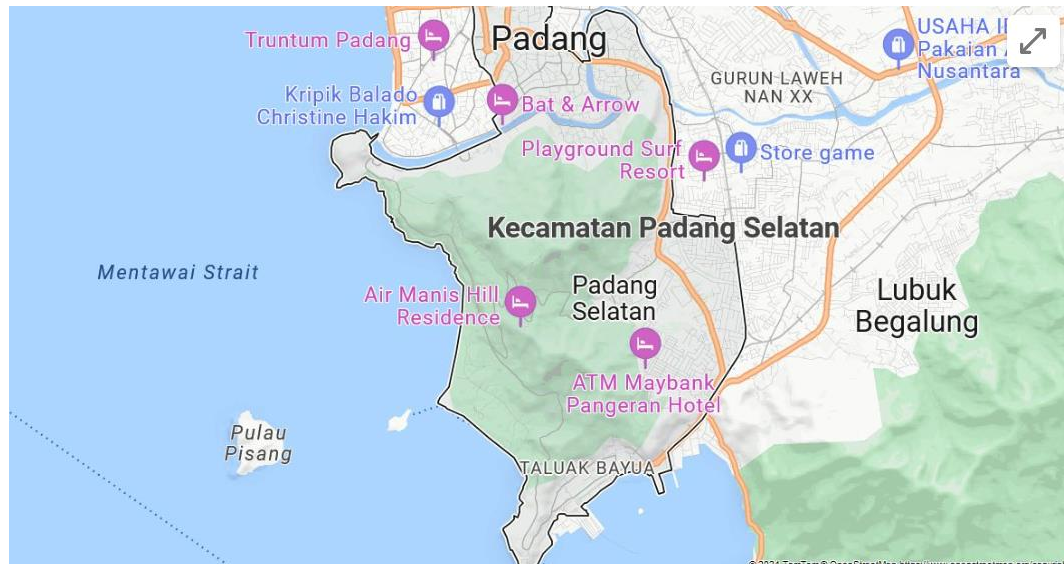 Truntum Padang
Padang
USAHA
Pakaian
Nusantara
GURUN LAWEH
NAN XX
Kripik Balado
Christine Hakim
Bat & Arrow
Playground Surf
Resort
Store game
Kecamatan Padang Selatan
Mentawai Strait
Air Manis Hill
Residence
Padang
Selatan
Lubuk
Begalung
ATM Maybank
Pangeran Hotel
Pulau
Pisang
TALUAK BAYUA